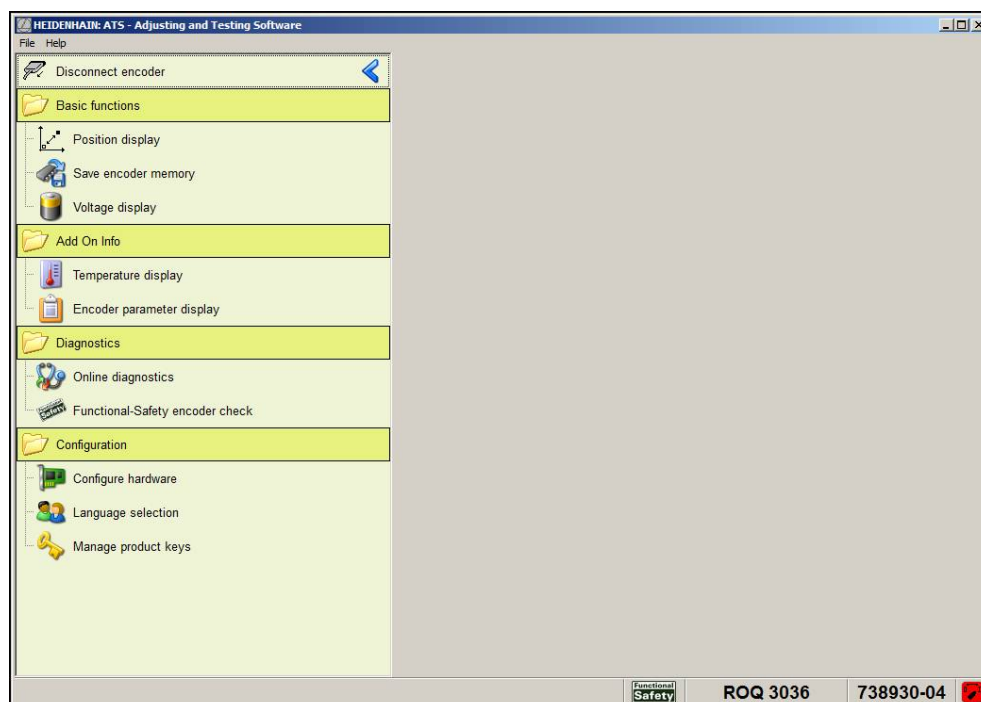 HEIDENHAIN: ATS - Adjusting and Testing Software
File Help
Disconnect encoder
Basic functions
Position display
Save encoder memory
Voltage display
Add On Info
Temperature display
Encoder parameter display
Diagnostics
Online diagnostics
Safety
Functional-Safety encoder check
Configuration
Configure hardware
Language selection
Manage product keys
Functional
Safety
ROQ 3036
738930-04